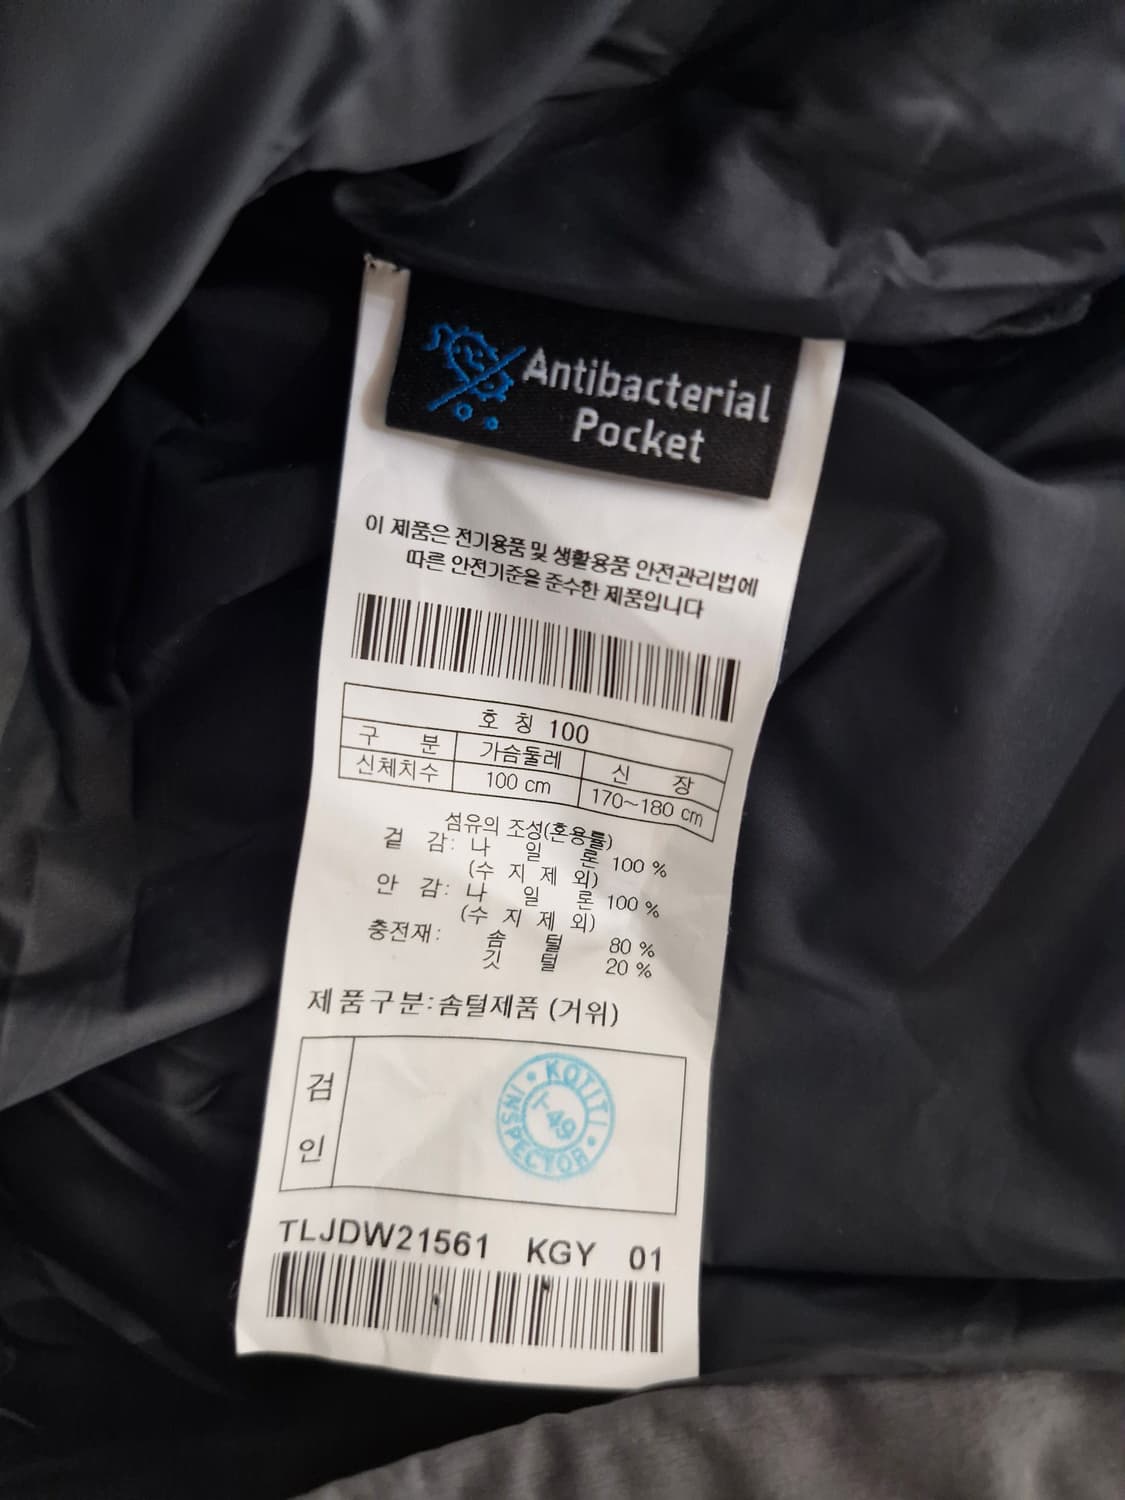 Antibacterial
Pocket
이 제품은 전기용품 및 생활용품 안전관리법에
따른 안전기준을 준수한 제품입니다
호 칭 100
구 분 가슴둘레 신 장
신체치수 100 cm 170~180 cm
섬유의 조성(혼용률)
겉 감: 나 일 론 100 %
(수 지 제 외)
안 감: 나 일 론 100 %
(수 지 제 외)
충전재: 솜 털 80 %
깃 털 20 %
제품구분:솜털제품 (거위)
검
인
KOTITI
T-49
INSPECTOR
TLJDW21561 KGY 01